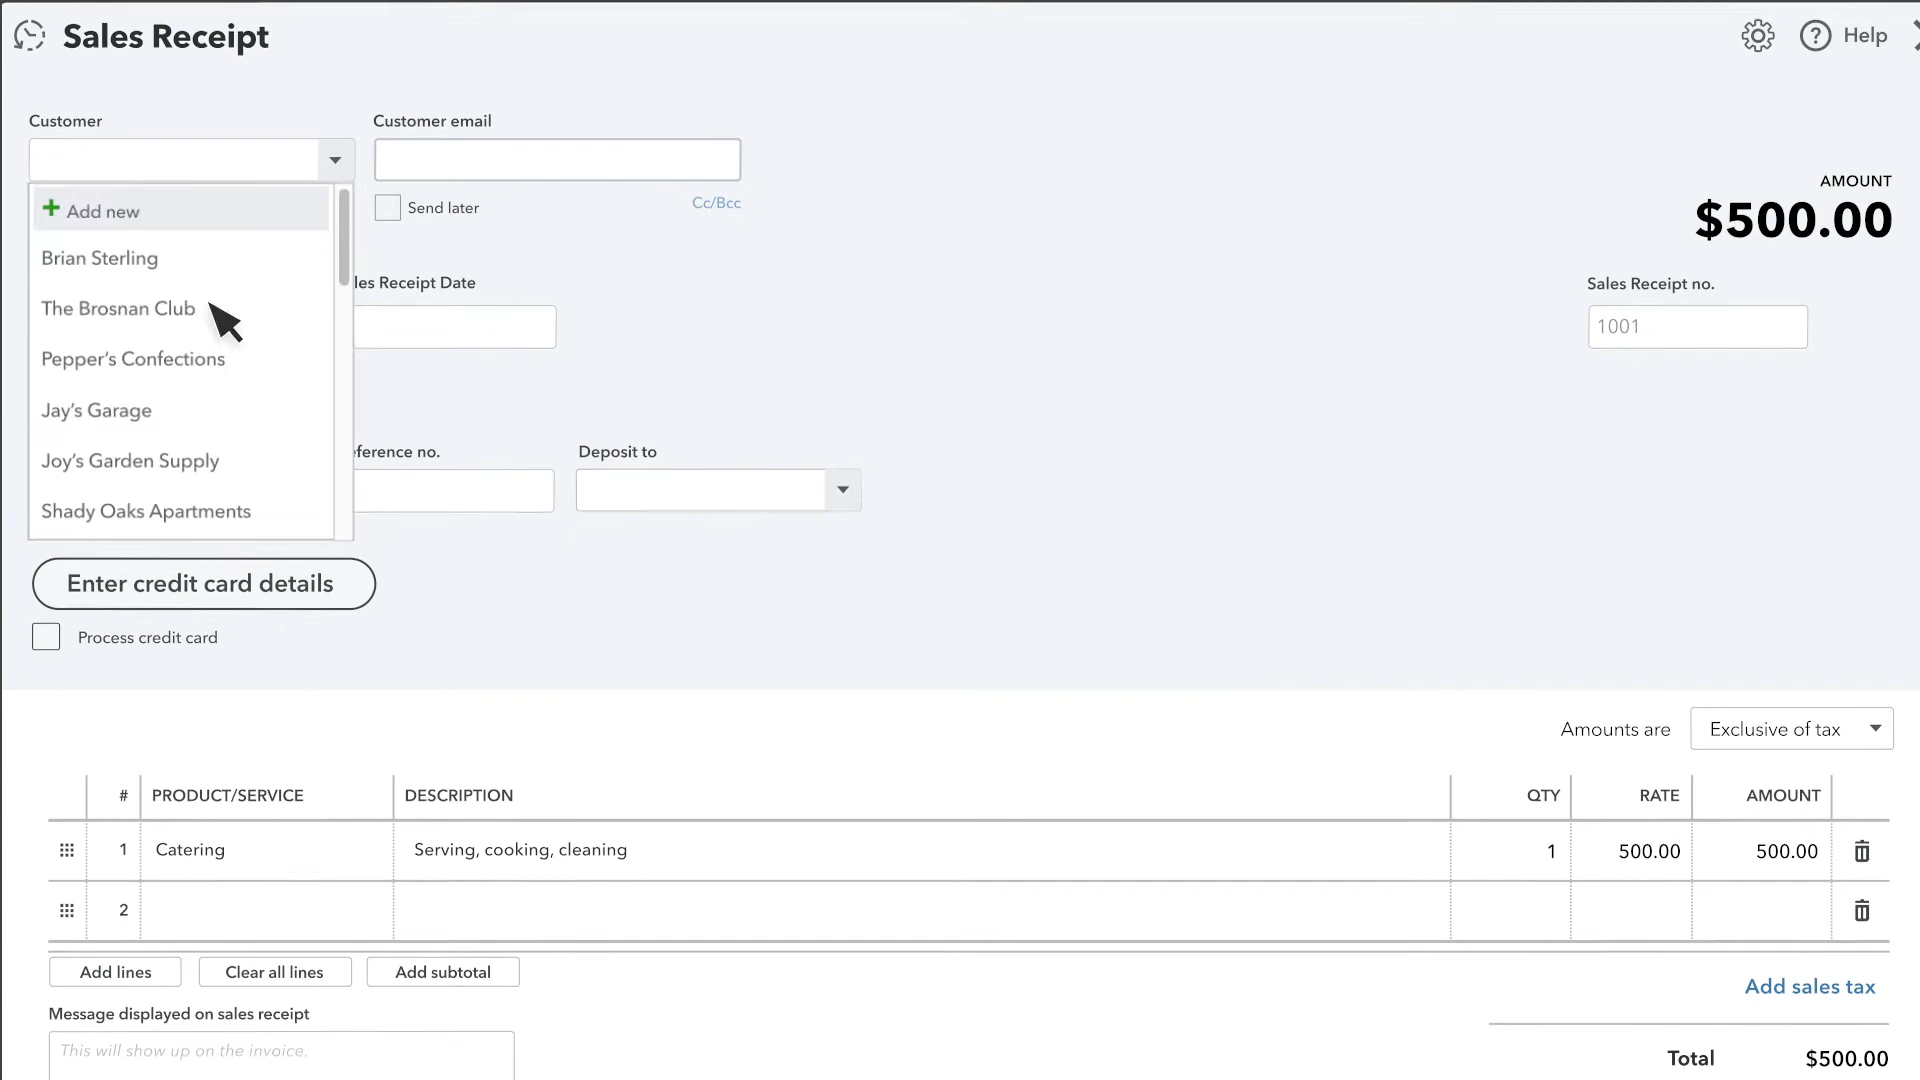 Sales Receipt
Help
Customer
Customer email
Send later
Cc/Bcc
AMOUNT
$500.00
+ Add new
Brian Sterling
The Brosnan Club
Pepper’s Confections
Jay’s Garage
Joy’s Garden Supply
Shady Oaks Apartments
les Receipt Date
Sales Receipt no.
1001
ference no.
Deposit to
Enter credit card details
Process credit card
Amounts are
Exclusive of tax
# PRODUCT/SERVICE DESCRIPTION QTY RATE AMOUNT
1 Catering Serving, cooking, cleaning 1 500.00 500.00
2
Add lines
Clear all lines
Add subtotal
Add sales tax
Message displayed on sales receipt
This will show up on the invoice.
Total $500.00